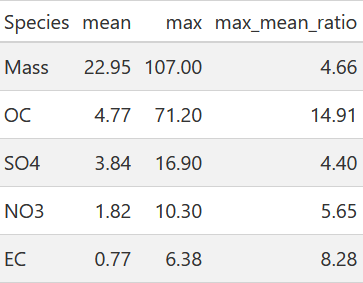 Species mean max max_mean_ratio
Mass 22.95 107.00 4.66
OC 4.77 71.20 14.91
SO4 3.84 16.90 4.40
NO3 1.82 10.30 5.65
EC 0.77 6.38 8.28